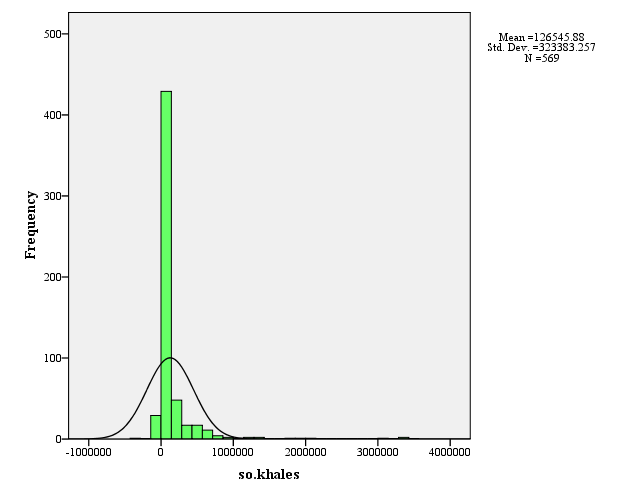 Mean =126545.88
Std. Dev. =323383.257
N =569
Frequency
500
400
300
200
100
0
-1000000 0 1000000 2000000 3000000 4000000
so.khales